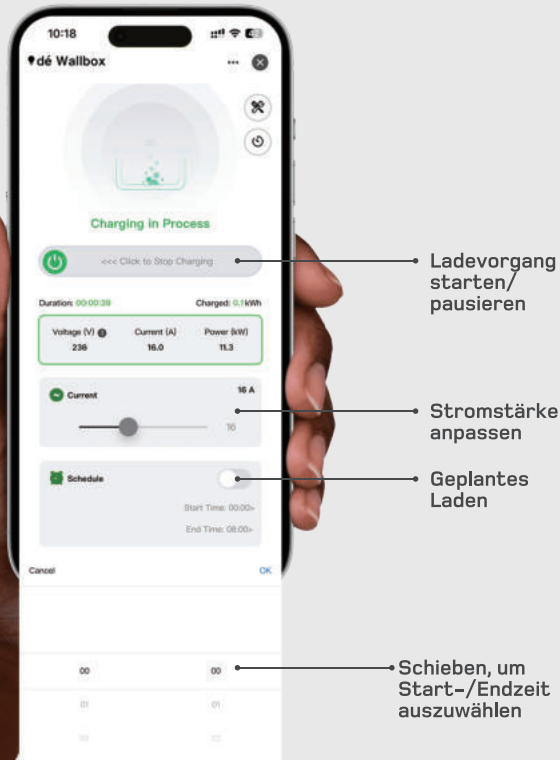 10:18
dé Wallbox
Charging in Process
<<< Click to Stop Charging
Duration: 00:00:39
Charged: 0.1 kWh
Voltage (V)
Current (A)
Power (kW)
236
16.0
11.3
Current
16 A
16
Schedule
Start Time: 00:00>
End Time: 08:00>
Cancel
OK
00
00
01
01
Ladevorgang
starten/
pausieren
Stromstärke
anpassen
Geplantes
Laden
Schieben, um
Start-/Endzeit
auszuwählen